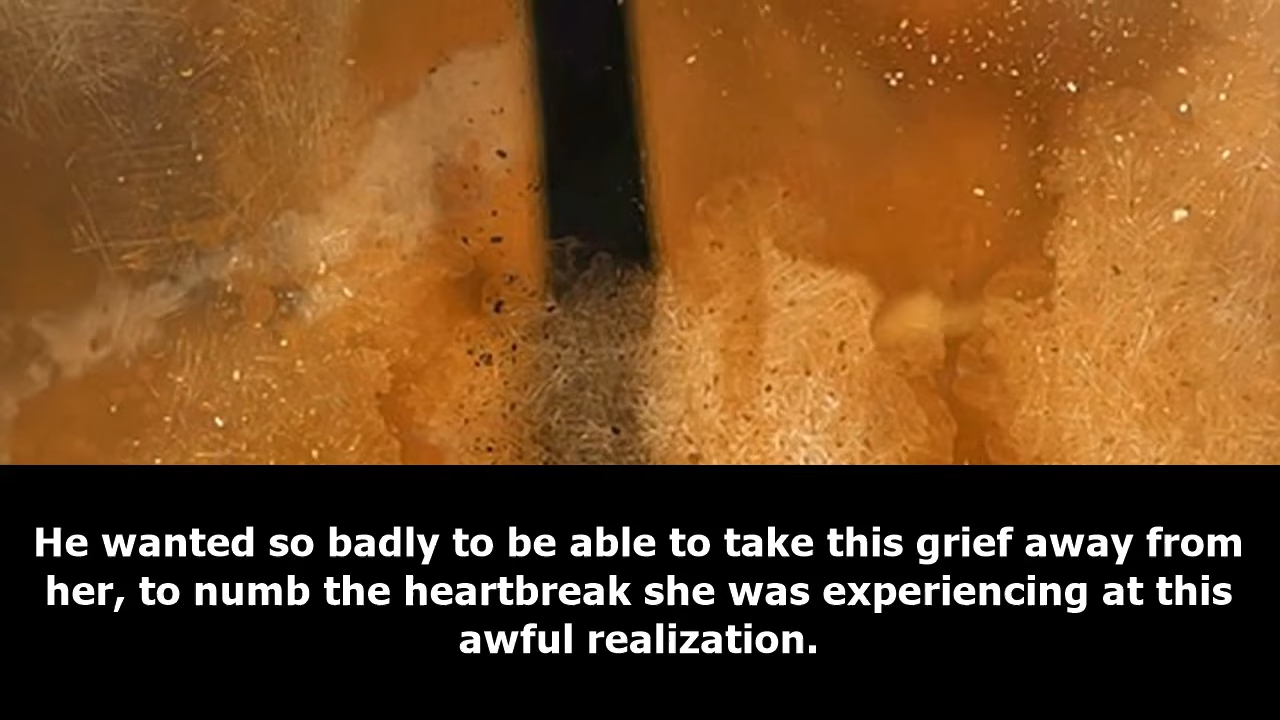 He wanted so badly to be able to take this grief away from
her, to numb the heartbreak she was experiencing at this
awful realization.